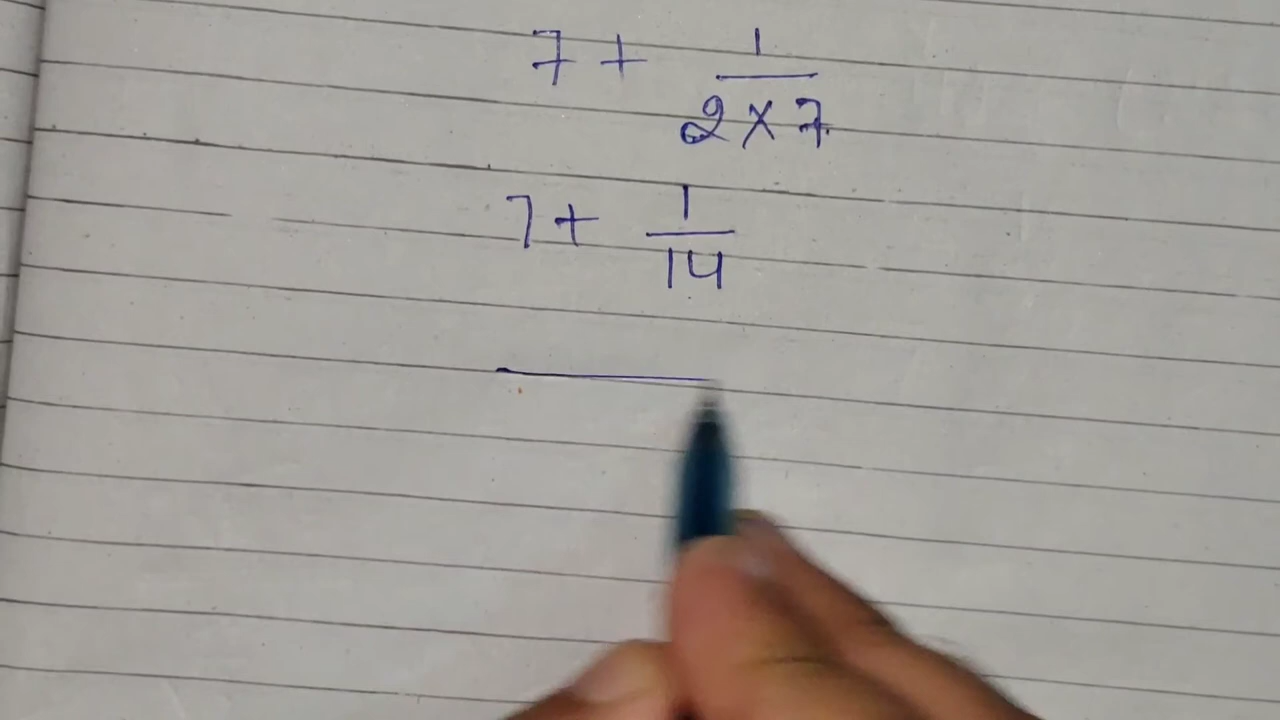 7 + 1/(2 × 7)
7 + 1/14